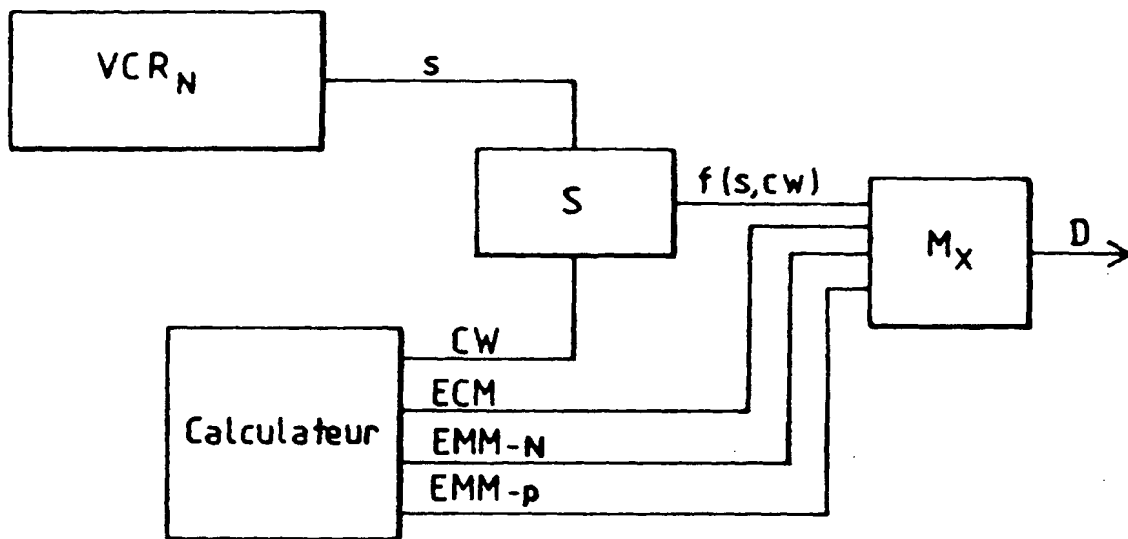 VCR_N
s
S
f(s,cw)
M_X
D
CW
ECM
Calculateur
EMM-N
EMM-p